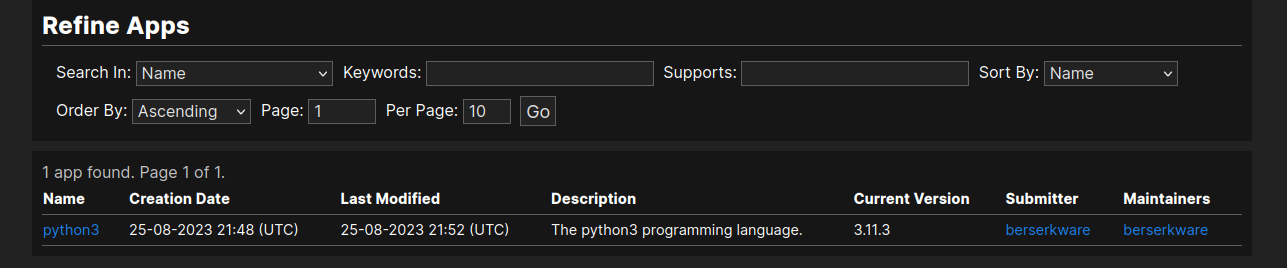 Refine Apps
Search In: Name Keywords: Supports: Sort By: Name
Order By: Ascending Page: 1 Per Page: 10 Go
1 app found. Page 1 of 1.
Name Creation Date Last Modified Description Current Version Submitter Maintainers
python3 25-08-2023 21:48 (UTC) 25-08-2023 21:52 (UTC) The python3 programming language. 3.11.3 berserkware berserkware